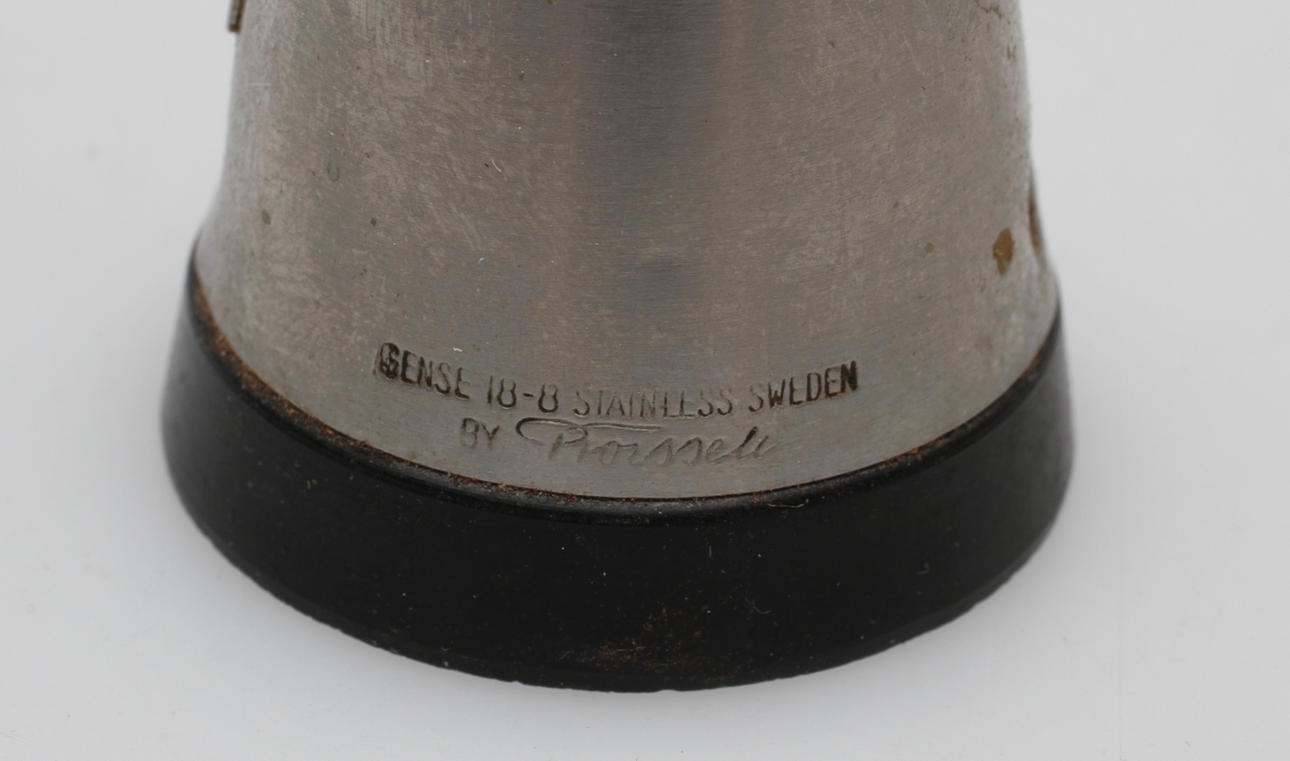 GENSE 18-8 STAINLESS SWEDEN
BY